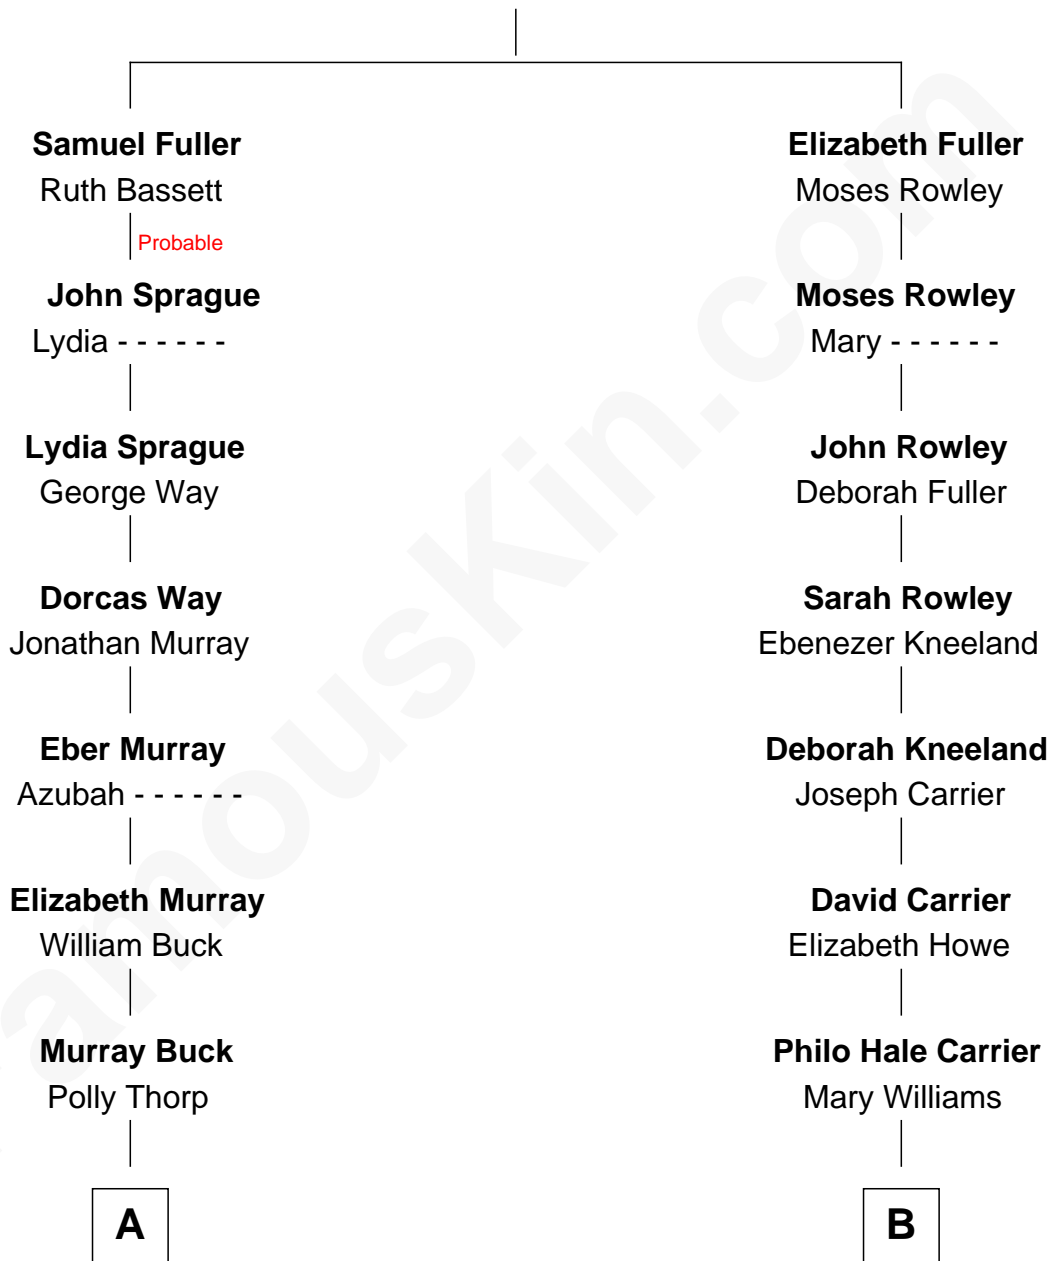 Samuel Fuller
Ruth Bassett
Probable
John Sprague
Lydia - - - - - -
Lydia Sprague
George Way
Dorcas Way
Jonathan Murray
Eber Murray
Azubah - - - - - -
Elizabeth Murray
William Buck
Murray Buck
Polly Thorp
A
Elizabeth Fuller
Moses Rowley
Moses Rowley
Mary - - - - - -
John Rowley
Deborah Fuller
Sarah Rowley
Ebenezer Kneeland
Deborah Kneeland
Joseph Carrier
David Carrier
Elizabeth Howe
Philo Hale Carrier
Mary Williams
B
amouskin.com